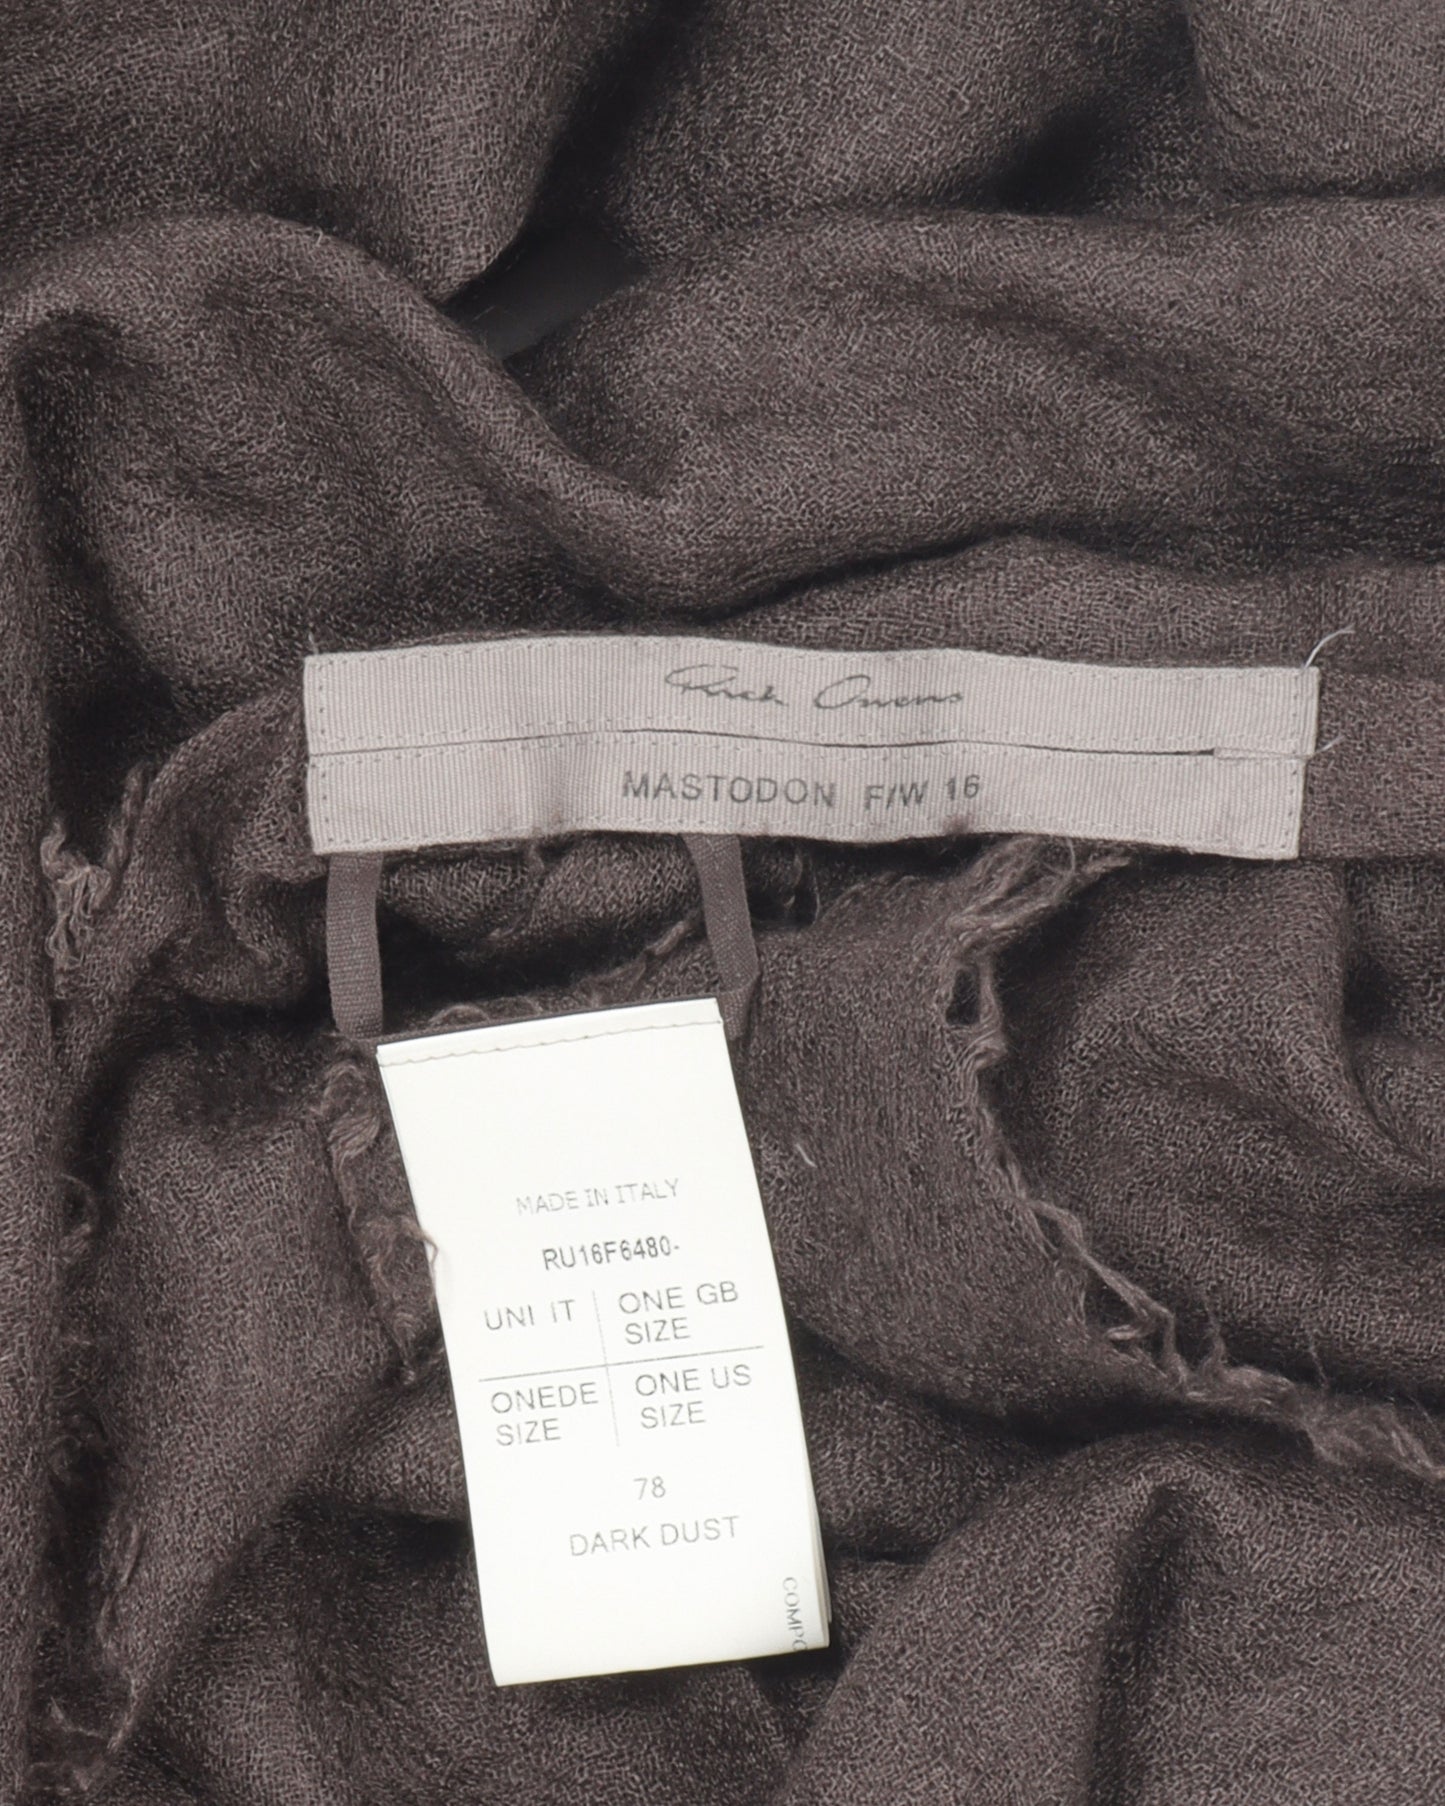 Rick Owens
MASTODON F/W 16
MADE IN ITALY
RU16F6480-
UNI IT
ONE GB
SIZE
ONEDE
SIZE
ONE US
SIZE
78
DARK DUST